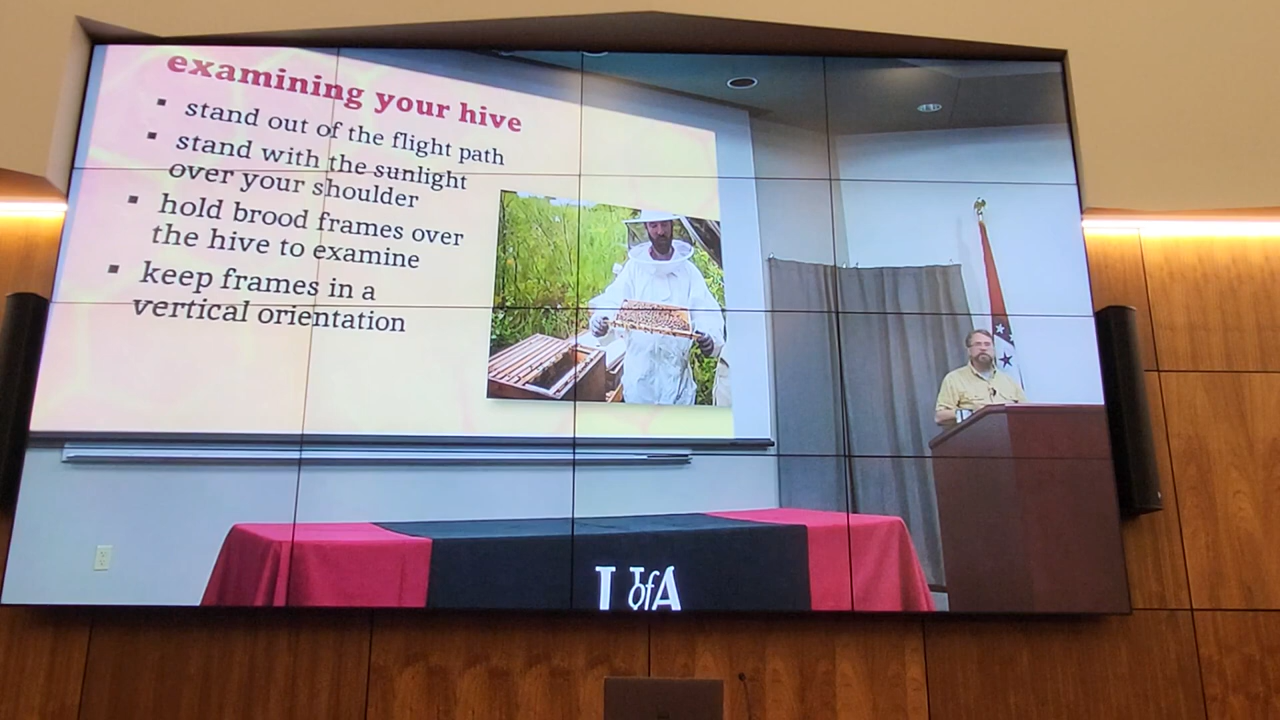 examining your hive
▪ stand out of the flight path
▪ stand with the sunlight
over your shoulder
▪ hold brood frames over
the hive to examine
▪ keep frames in a
vertical orientation
U of A